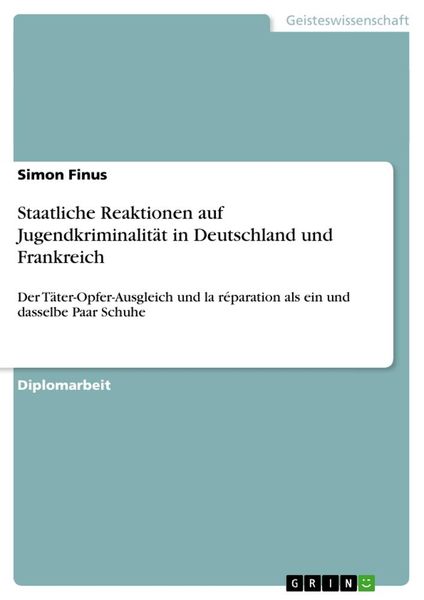 Geisteswissenschaft
Simon Finus
Staatliche Reaktionen auf
Jugendkriminalität in Deutschland und
Frankreich
Der Täter-Opfer-Ausgleich und la réparation als ein und
dasselbe Paar Schuhe
Diplomarbeit
GRIN